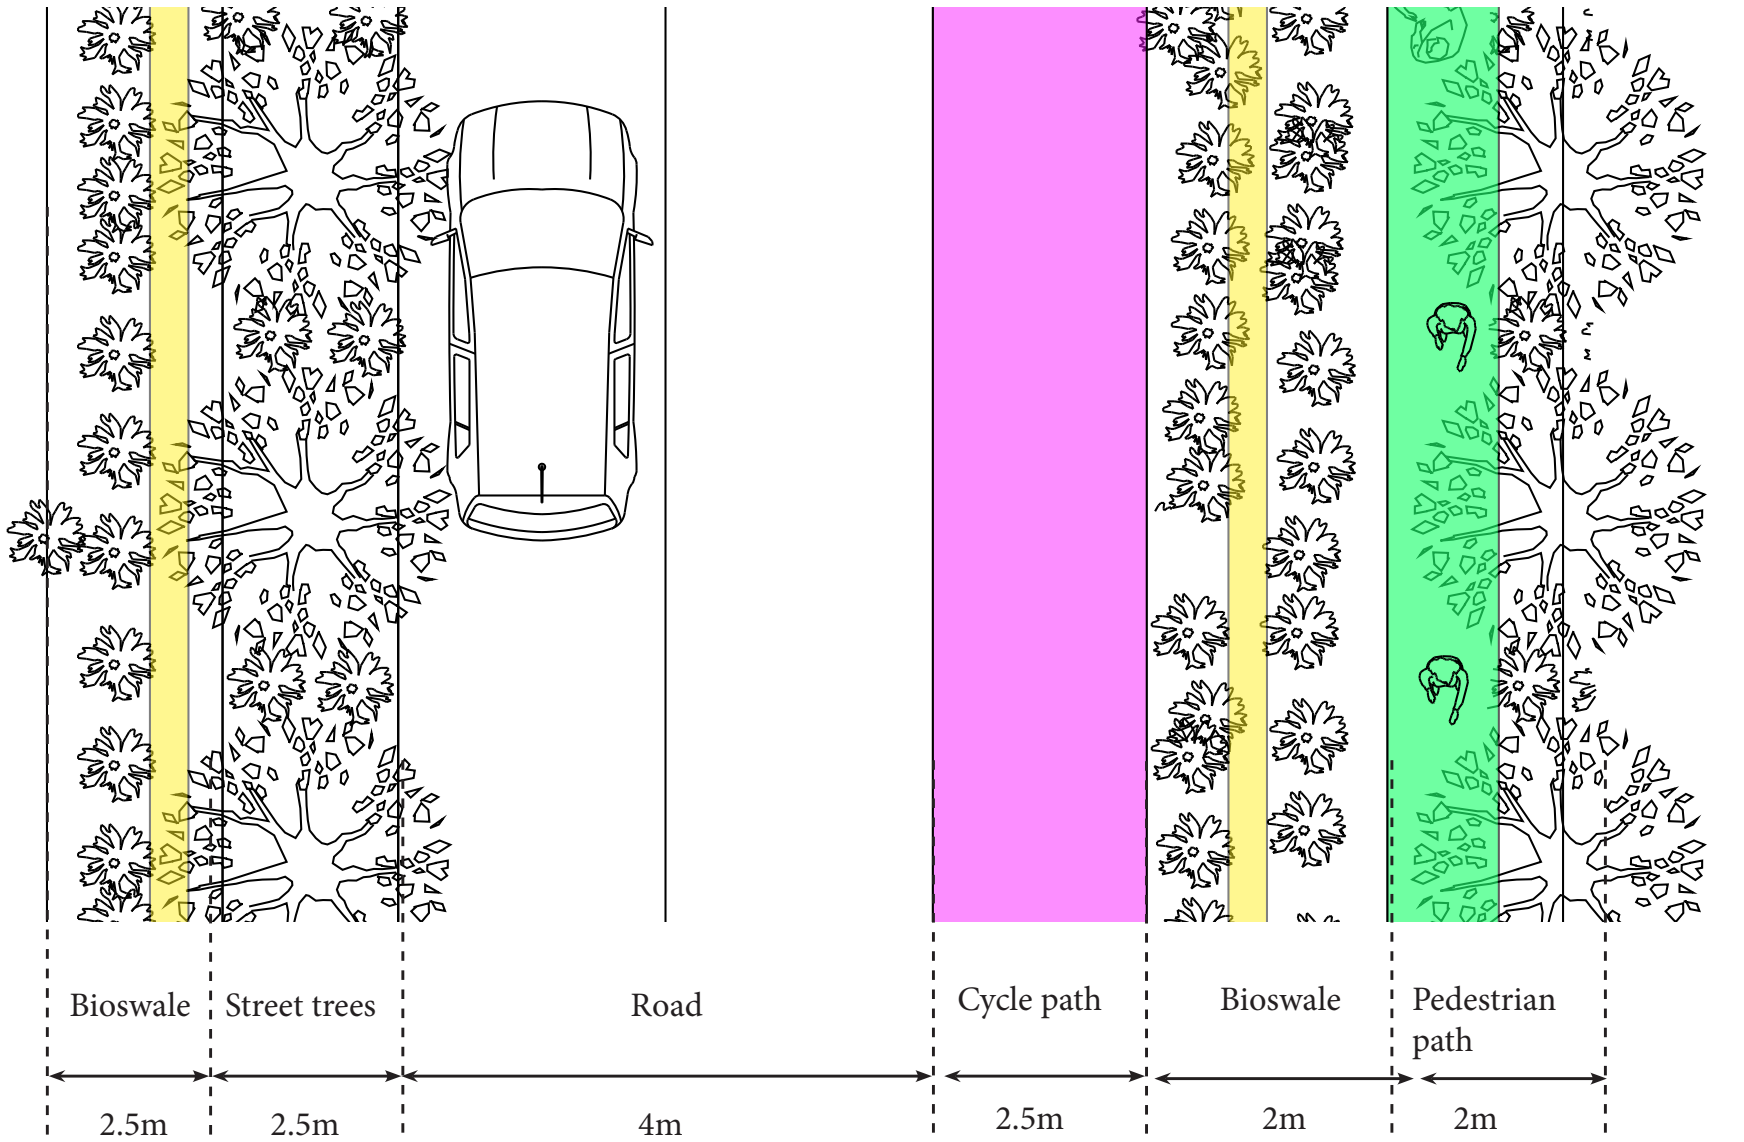 Bioswale
Street trees
Road
Cycle path
Bioswale
Pedestrian
path
2.5m
2.5m
4m
2.5m
2m
2m